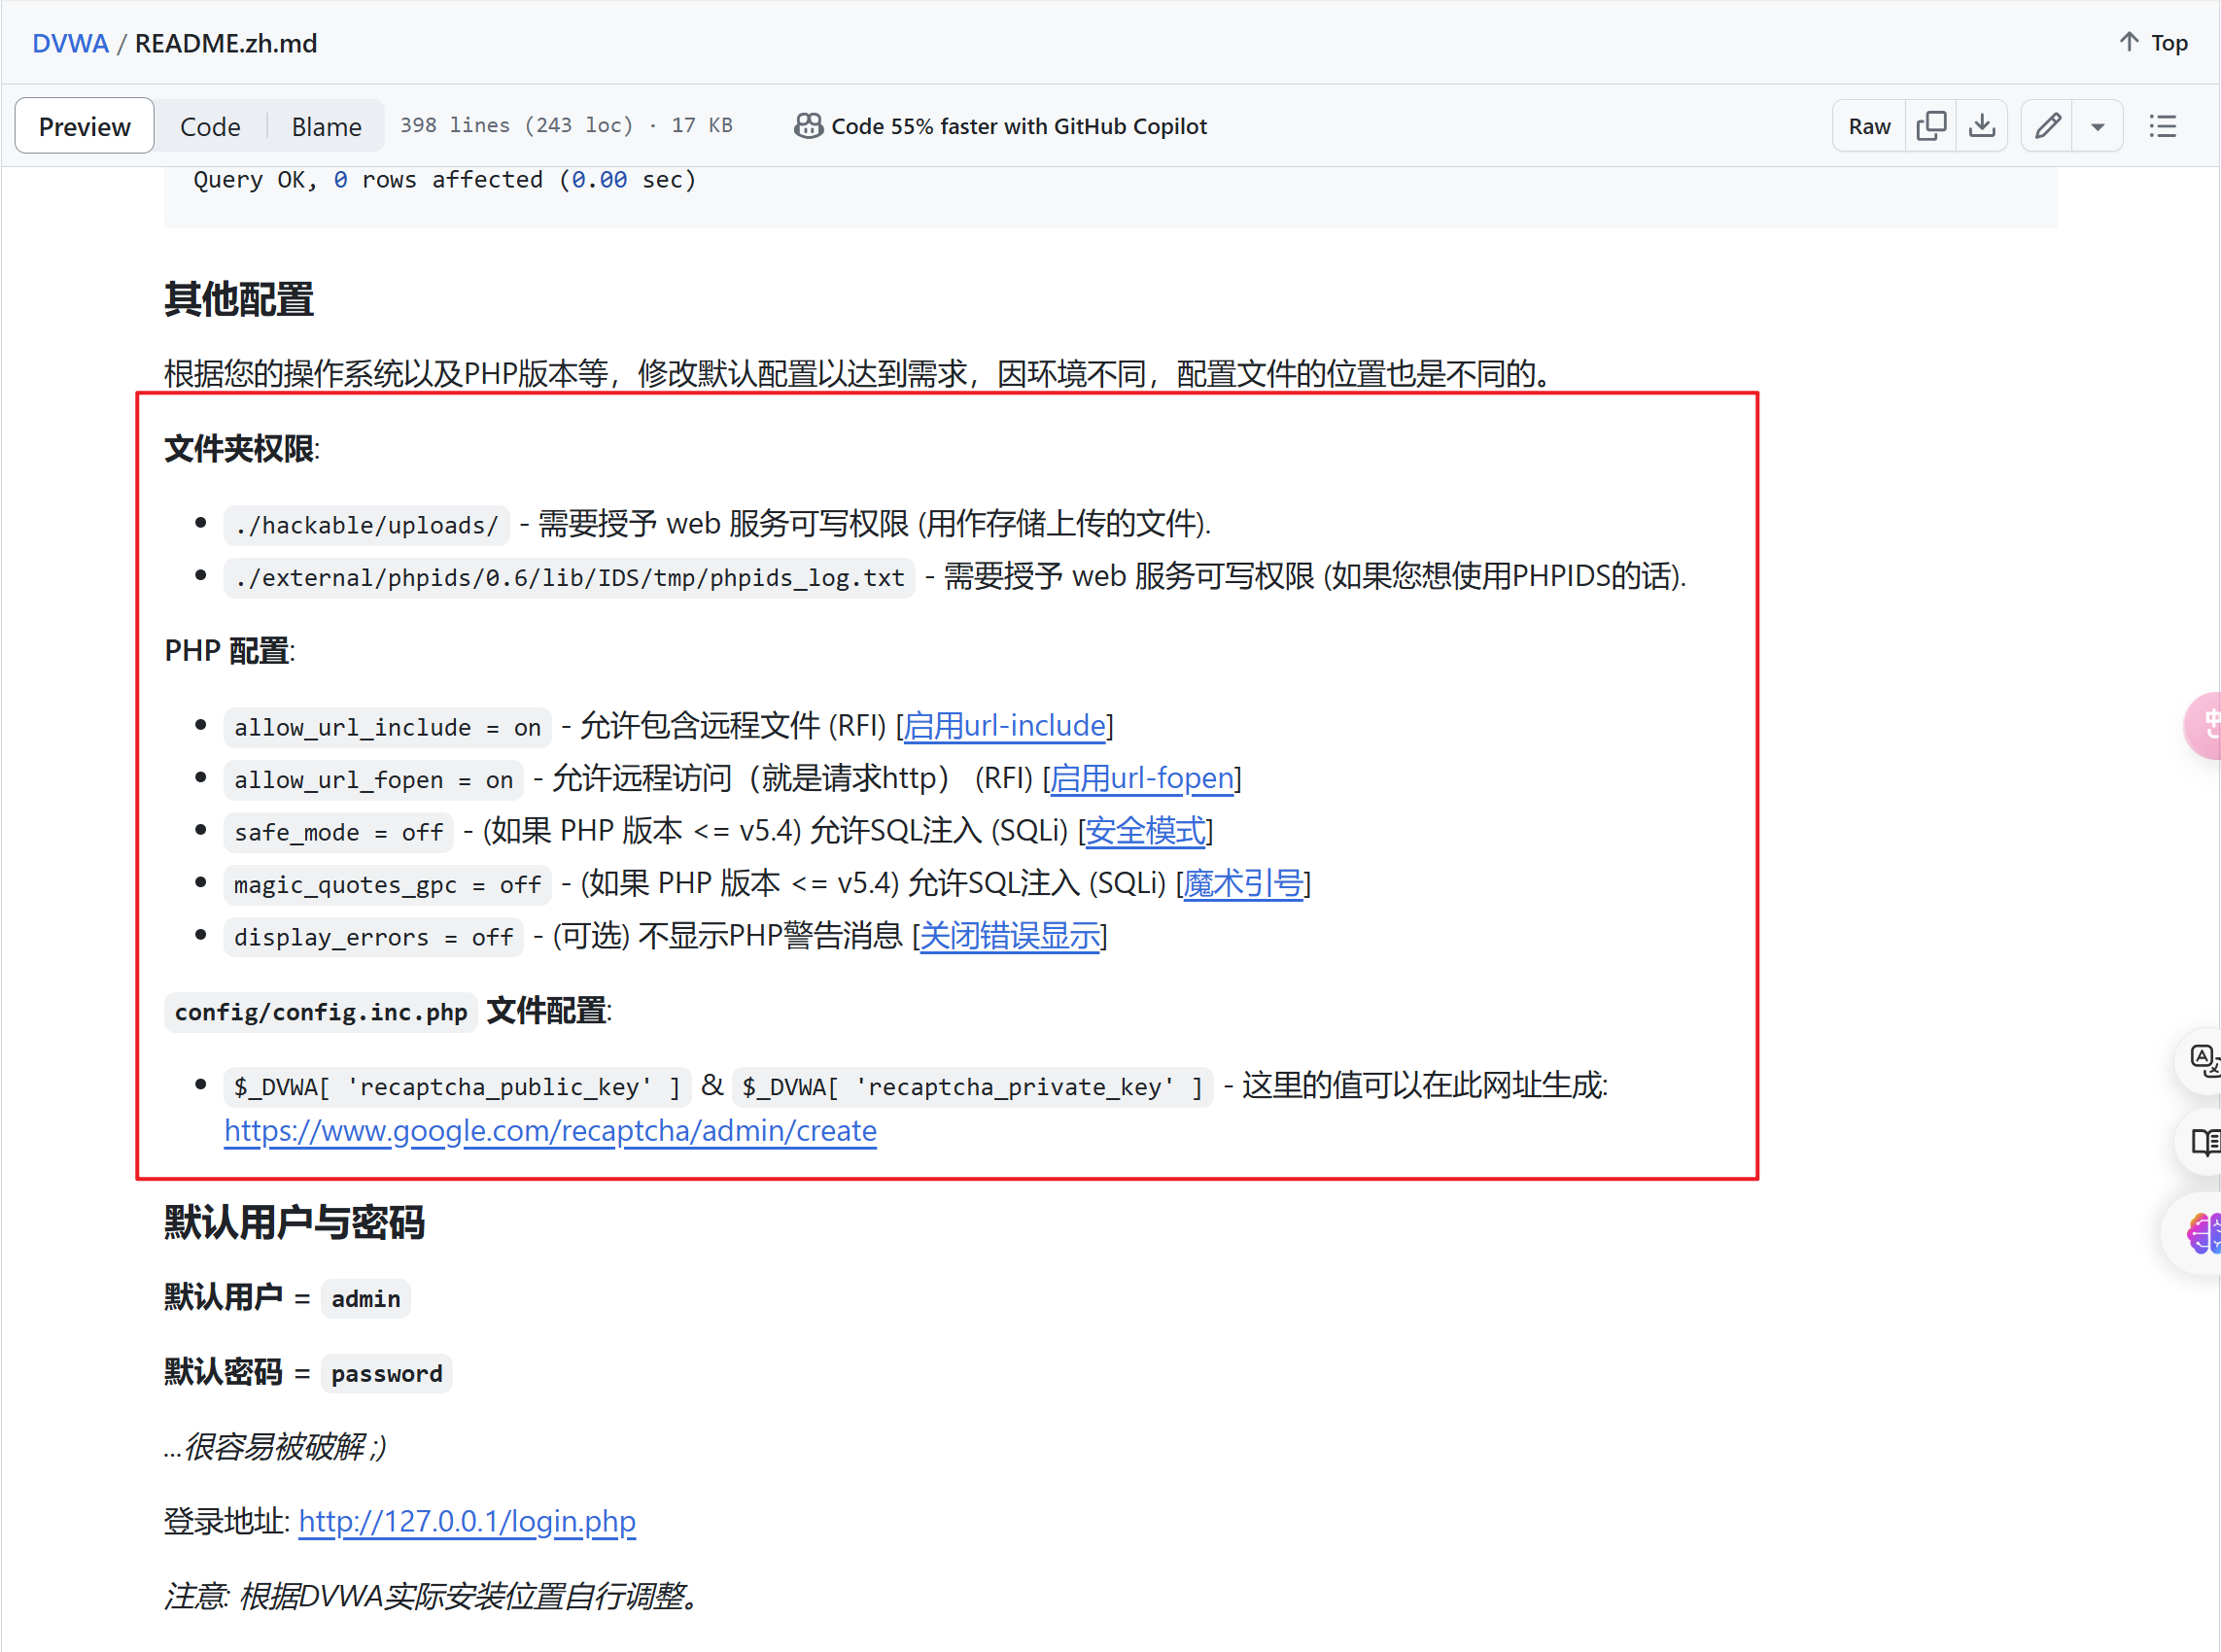 DVWA / README.zh.md
Top
Preview
Code
Blame
398 lines (243 loc) · 17 KB
Code 55% faster with GitHub Copilot
Raw
Query OK, 0 rows affected (0.00 sec)
其他配置
根据您的操作系统以及PHP版本等，修改默认配置以达到需求，因环境不同，配置文件的位置也是不同的。
文件夹权限:
./hackable/uploads/ - 需要授予 web 服务可写权限 (用作存储上传的文件).
./external/phpids/0.6/lib/IDS/tmp/phpids_log.txt - 需要授予 web 服务可写权限 (如果您想使用PHPIDS的话).
PHP 配置:
allow_url_include = on - 允许包含远程文件 (RFI) [启用url-include]
allow_url_fopen = on - 允许远程访问（就是请求http） (RFI) [启用url-fopen]
safe_mode = off - (如果 PHP 版本 <= v5.4) 允许SQL注入 (SQLi) [安全模式]
magic_quotes_gpc = off - (如果 PHP 版本 <= v5.4) 允许SQL注入 (SQLi) [魔术引号]
display_errors = off - (可选) 不显示PHP警告消息 [关闭错误显示]
config/config.inc.php 文件配置:
$_DVWA[ 'recaptcha_public_key' ] & $_DVWA[ 'recaptcha_private_key' ] - 这里的值可以在此网址生成:
https://www.google.com/recaptcha/admin/create
默认用户与密码
默认用户 = admin
默认密码 = password
...很容易被破解 ;)
登录地址: http://127.0.0.1/login.php
注意: 根据DVWA实际安装位置自行调整。